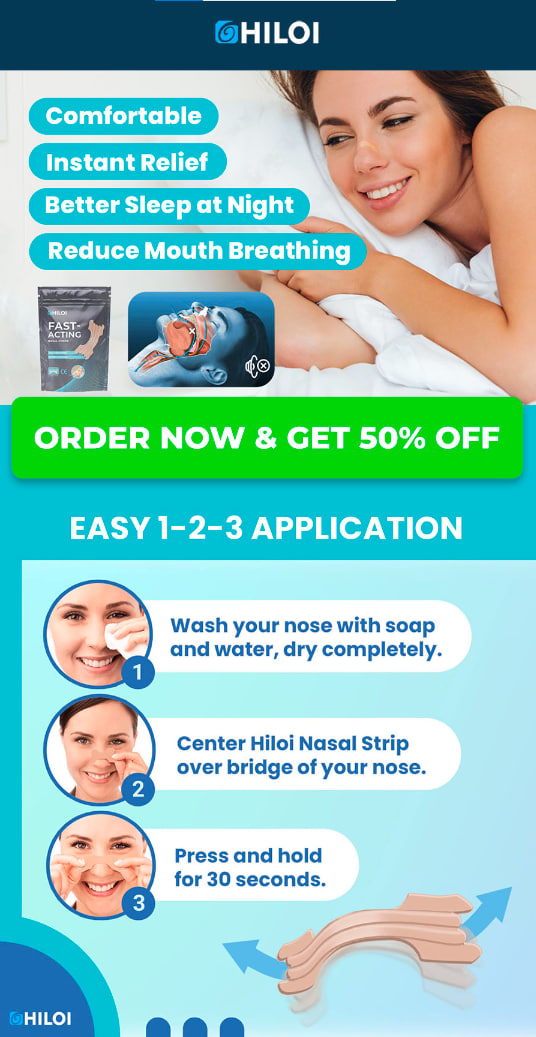 HILOI
Comfortable
Instant Relief
Better Sleep at Night
Reduce Mouth Breathing
HILOI
FAST-
ACTING
ORDER NOW & GET 50% OFF
EASY 1-2-3 APPLICATION
Wash your nose with soap
and water, dry completely.
1
Center Hiloi Nasal Strip
over bridge of your nose.
2
Press and hold
for 30 seconds.
3
HILOI